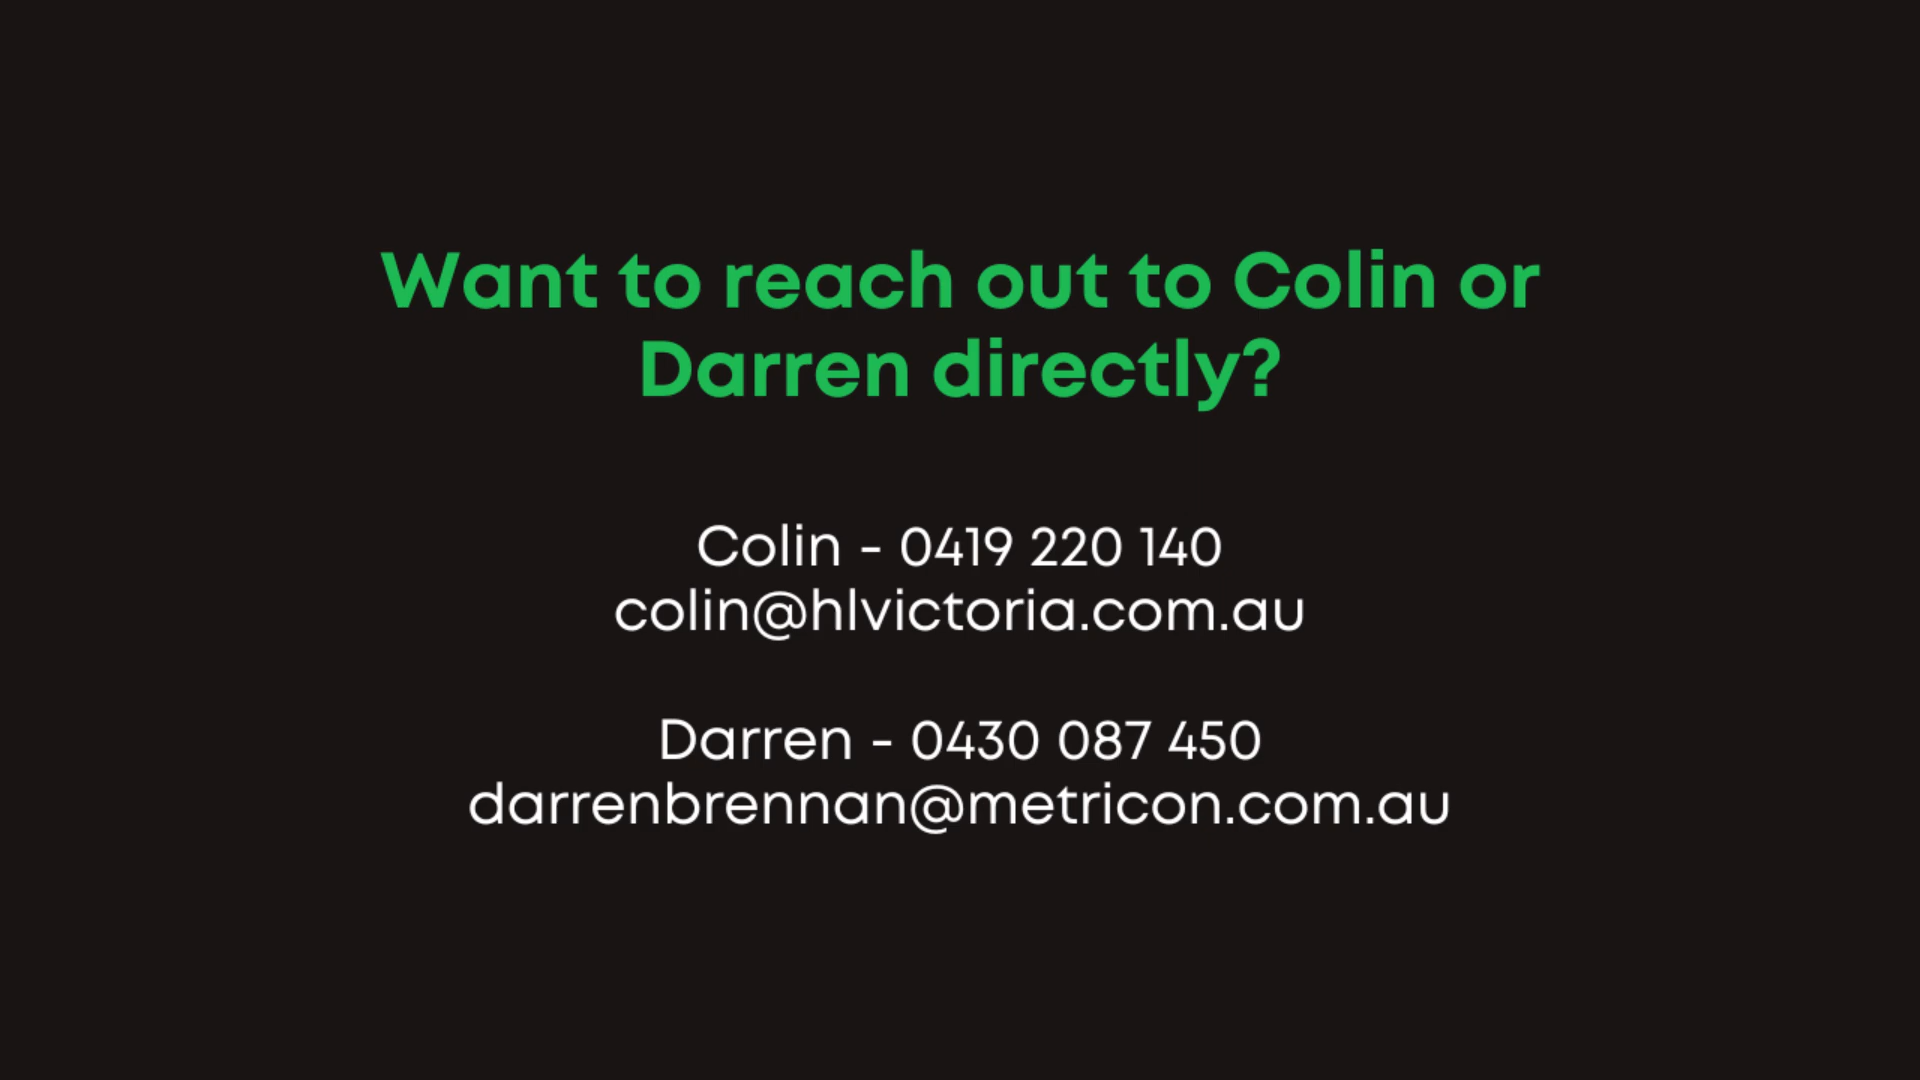 Want to reach out to Colin or
Darren directly?
Colin - 0419 220 140
colin@hlvictoria.com.au
Darren - 0430 087 450
darrenbrennan@metricon.com.au